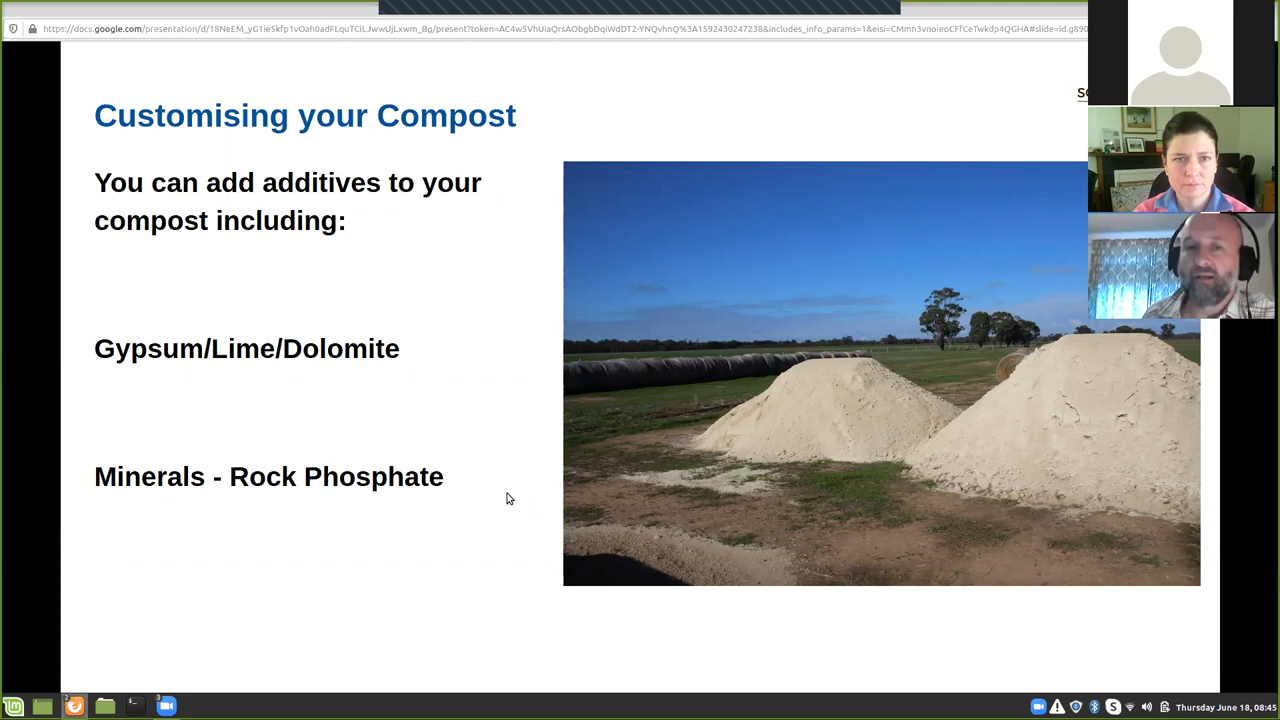 https://docs.google.com/presentation/d/18NeEM_yG1ie5kfp1vOah0adFLquTCiLJwwUjLxwm_Bg/present?token=AC4w5VhUiaQrsAObgbDqiWdDT2-YNQvhnQ%3A1592430247238&includes_info_params=1&eisi=CMmn3vnoieoCFfCeTwkdp4QGHA#slide=id.g890
Customising your Compost
You can add additives to your
compost including:
Gypsum/Lime/Dolomite
Minerals - Rock Phosphate
Thursday June 18, 08:45